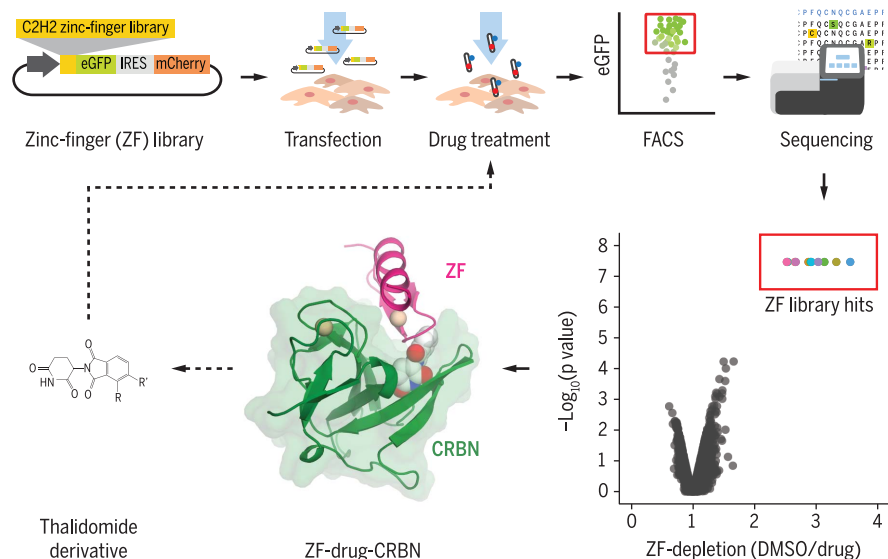 C2H2 zinc-finger library
eGFP IRES mCherry
Zinc-finger (ZF) library
Transfection
Drug treatment
eGFP
FACS
CPFQCNQCGAEPF
Sequencing
ZF
CRBN
ZF-drug-CRBN
O
O
N
O
NH
O
O
R
R'
Thalidomide
derivative
−Log₁₀(p value)
8
7
6
5
4
3
2
1
0
ZF library hits
0 1 2 3 4
ZF-depletion (DMSO/drug)